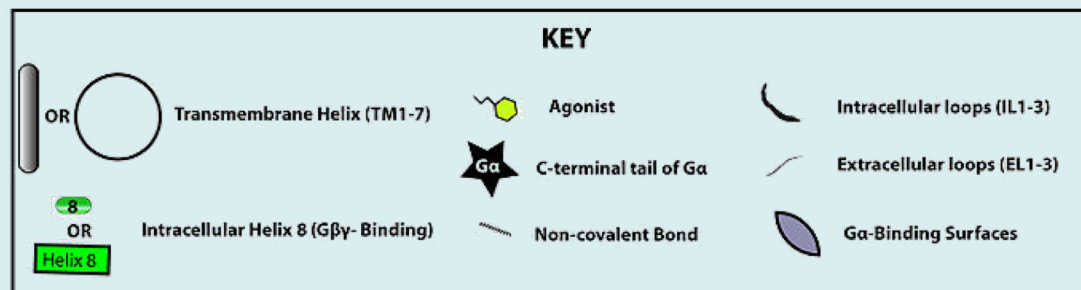 KEY
OR
Transmembrane Helix (TM1-7)
Agonist
Intracellular loops (IL1-3)
Gα
C-terminal tail of Gα
Extracellular loops (EL1-3)
8
OR
Helix 8
Intracellular Helix 8 (Gβγ- Binding)
Non-covalent Bond
Gα-Binding Surfaces